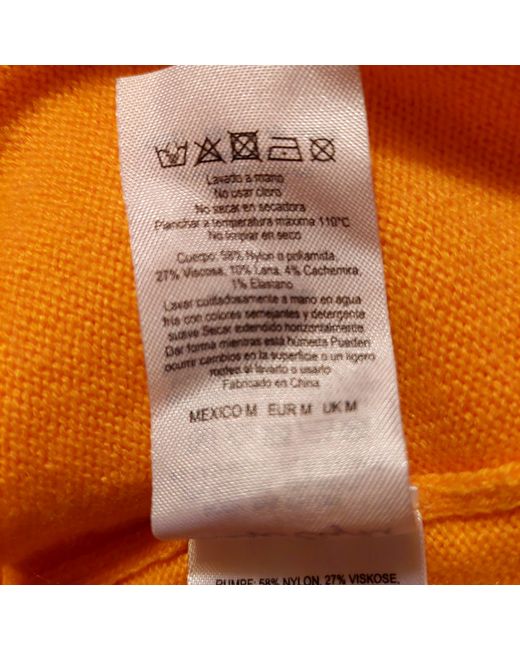 Lavado a mano
No usar cloro
No secar en secadora
Planchar a temperatura máxima 110°C
No limpiar en seco
Cuerpo: 58% Nylon o poliamida,
27% Viscosa, 10% Lana, 4% Cachemira,
1% Elastano
Lavar cuidadosamente a mano en agua
fria con colores semejantes y detergente
suave Secar extendido horizontalmente
Dar forma mientras está húmeda Pueden
ocurrir cambios en la superficie o un ligero
al lavarlo o usarlo
Fabricado en China
MEXICO M EUR M UK M
RUMPF: 58% NYLON, 27% VISKOSE,